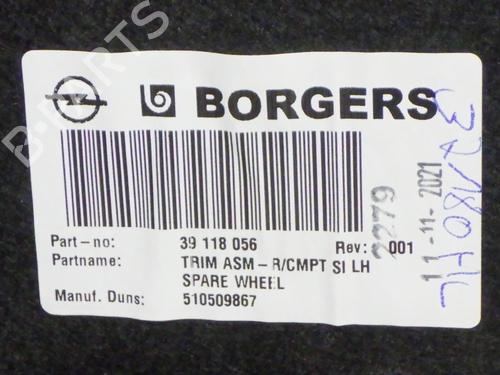 B-PARTS
BORGERS
Part-no: 39 118 056 Rev: 001
Partname: TRIM ASM-R/CMPT SI LH
SPARE WHEEL
Manuf. Duns: 510509867
2279
11-11-2021